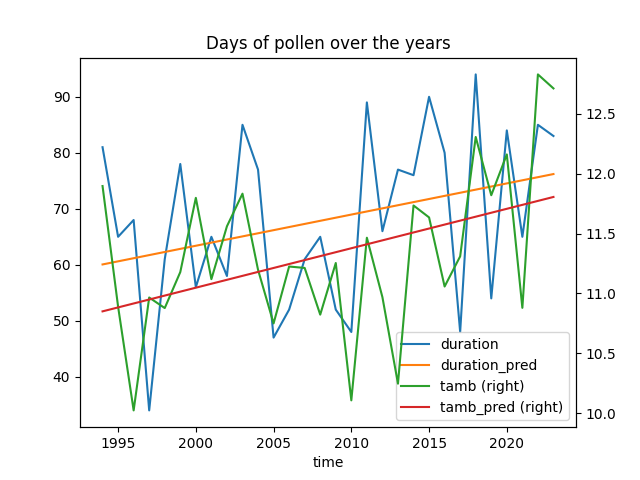 Days of pollen over the years
90
80
70
60
50
40
12.5
12.0
11.5
11.0
10.5
10.0
duration
duration_pred
tamb (right)
tamb_pred (right)
1995 2000 2005 2010 2015 2020
time